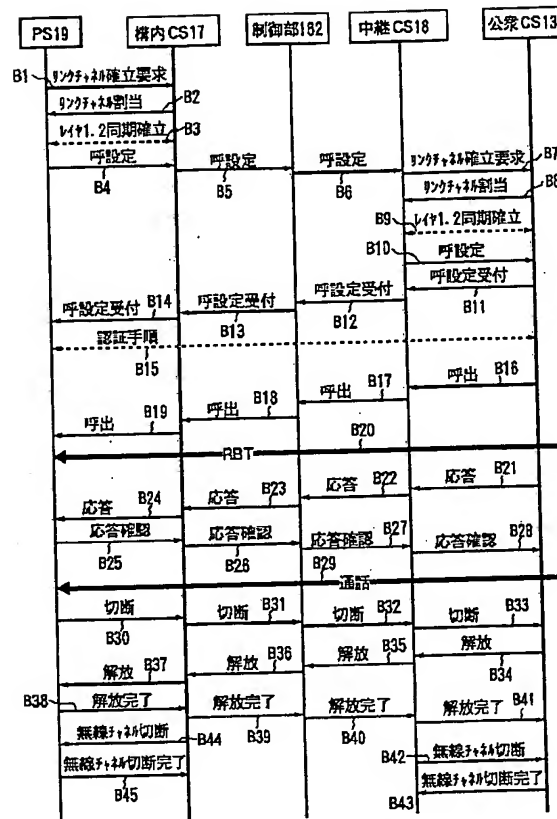 PS19 構内CS17 制御部182 中継CS18 公衆CS13
B1 リンクチャネル確立要求
リンクチャネル割当 B2
レイヤ1.2同期確立 B3
呼設定 呼設定 呼設定 リンクチャネル確立要求 B7
B4 B5 B6 リンクチャネル割当 B8
B9 レイヤ1.2同期確立
B10 呼設定
呼設定受付 B14 呼設定受付 呼設定受付 呼設定受付
B13 B12 B11
認証手順
B15
呼出 B19 呼出 B18 呼出 B17 呼出 B16
B20
RBT
応答 B24 応答 B23 応答 B22 応答 B21
応答確認 応答確認 応答確認 B27 応答確認 B28
B25 B26 B29
通話
切断 切断 B31 切断 B32 切断 B33
B30
解放 B37 解放 B36 解放 B35 解放
B34
B38 解放完了 解放完了 解放完了 解放完了 B41
B39 B40
無線チャネル切断 B44
B42 無線チャネル切断
無線チャネル切断完了 無線チャネル切断完了
B45 B43